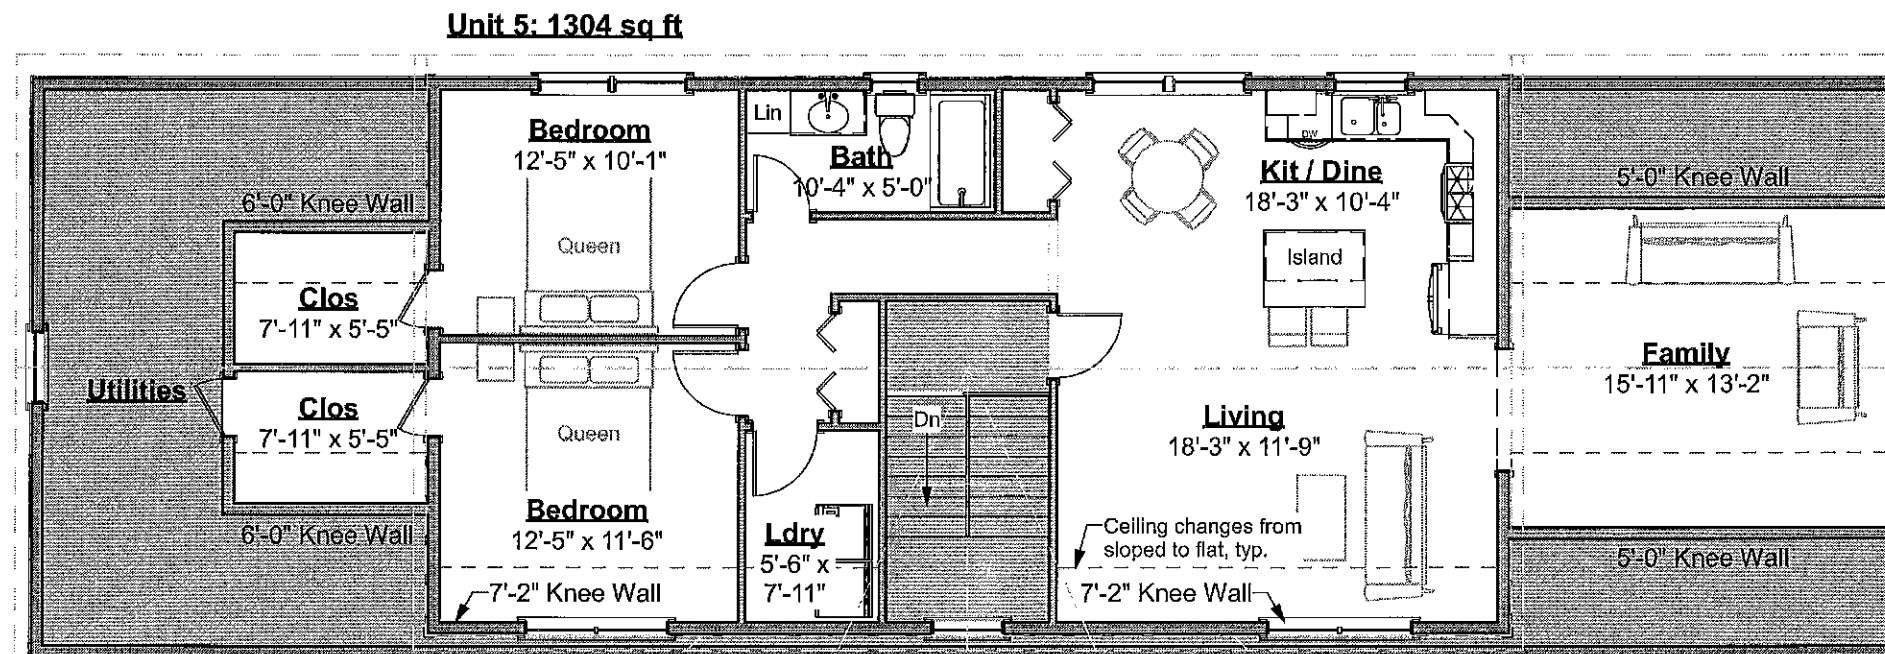 Unit 5: 1304 sq ft
Bedroom
12'-5" x 10'-1"
Lin
Bath
10'-4" x 5'-0"
DW
Kit / Dine
18'-3" x 10'-4"
5'-0" Knee Wall
6'-0" Knee Wall
Queen
Island
Clos
7'-11" x 5'-5"
Family
15'-11" x 13'-2"
Utilities
Clos
7'-11" x 5'-5"
Queen
Dn
Living
18'-3" x 11'-9"
6'-0" Knee Wall
Bedroom
12'-5" x 11'-6"
Ldry
5'-6" x
7'-11"
Ceiling changes from
sloped to flat, typ.
5'-0" Knee Wall
7'-2" Knee Wall
7'-2" Knee Wall